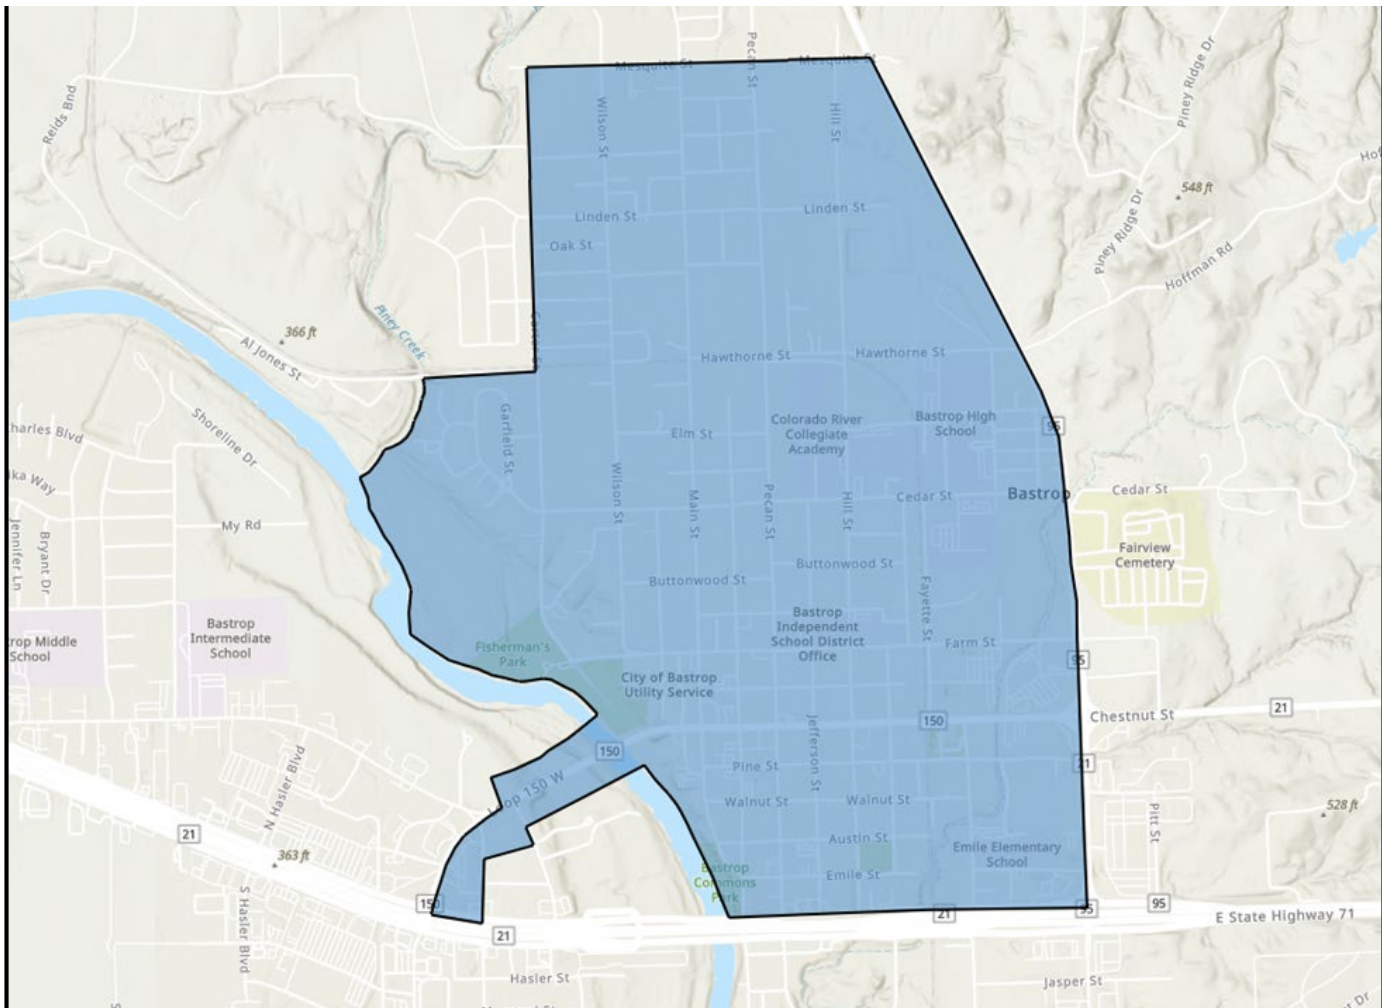 Mesquite St
Mesquite St
Pecan St
Piney Ridge Dr
Reids Bnd
Wilson St
Hill St
548 ft
Linden St
Linden St
Oak St
Piney Ridge Dr
Hoffman Rd
Piney Creek
366 ft
Al Jones St
Hawthorne St
Hawthorne St
Garfield St
Shoreline Dr
harles Blvd
Elm St
Colorado River
Collegiate
Academy
Bastrop High
School
95
ika Way
Wilson St
Main St
Pecan St
Hill St
Cedar St
Bastrop
Cedar St
My Rd
Jennifer Ln
Bryant Dr
Fairview
Cemetery
Buttonwood St
Buttonwood St
Fayette St
Bastrop
Intermediate
School
trop Middle
School
Bastrop
Independent
School District
Office
Fisherman's
Park
Farm St
95
City of Bastrop
Utility Service
150
Chestnut St
21
Jefferson St
150
Pine St
21
Loop 150 W
N Hasler Blvd
Walnut St
Walnut St
Pitt St
528 ft
21
Austin St
363 ft
Emile Elementary
School
Bastrop
Commons
Park
Emile St
150
S Hasler Blvd
21
95
95
E State Highway 71
21
Hasler St
Jasper St